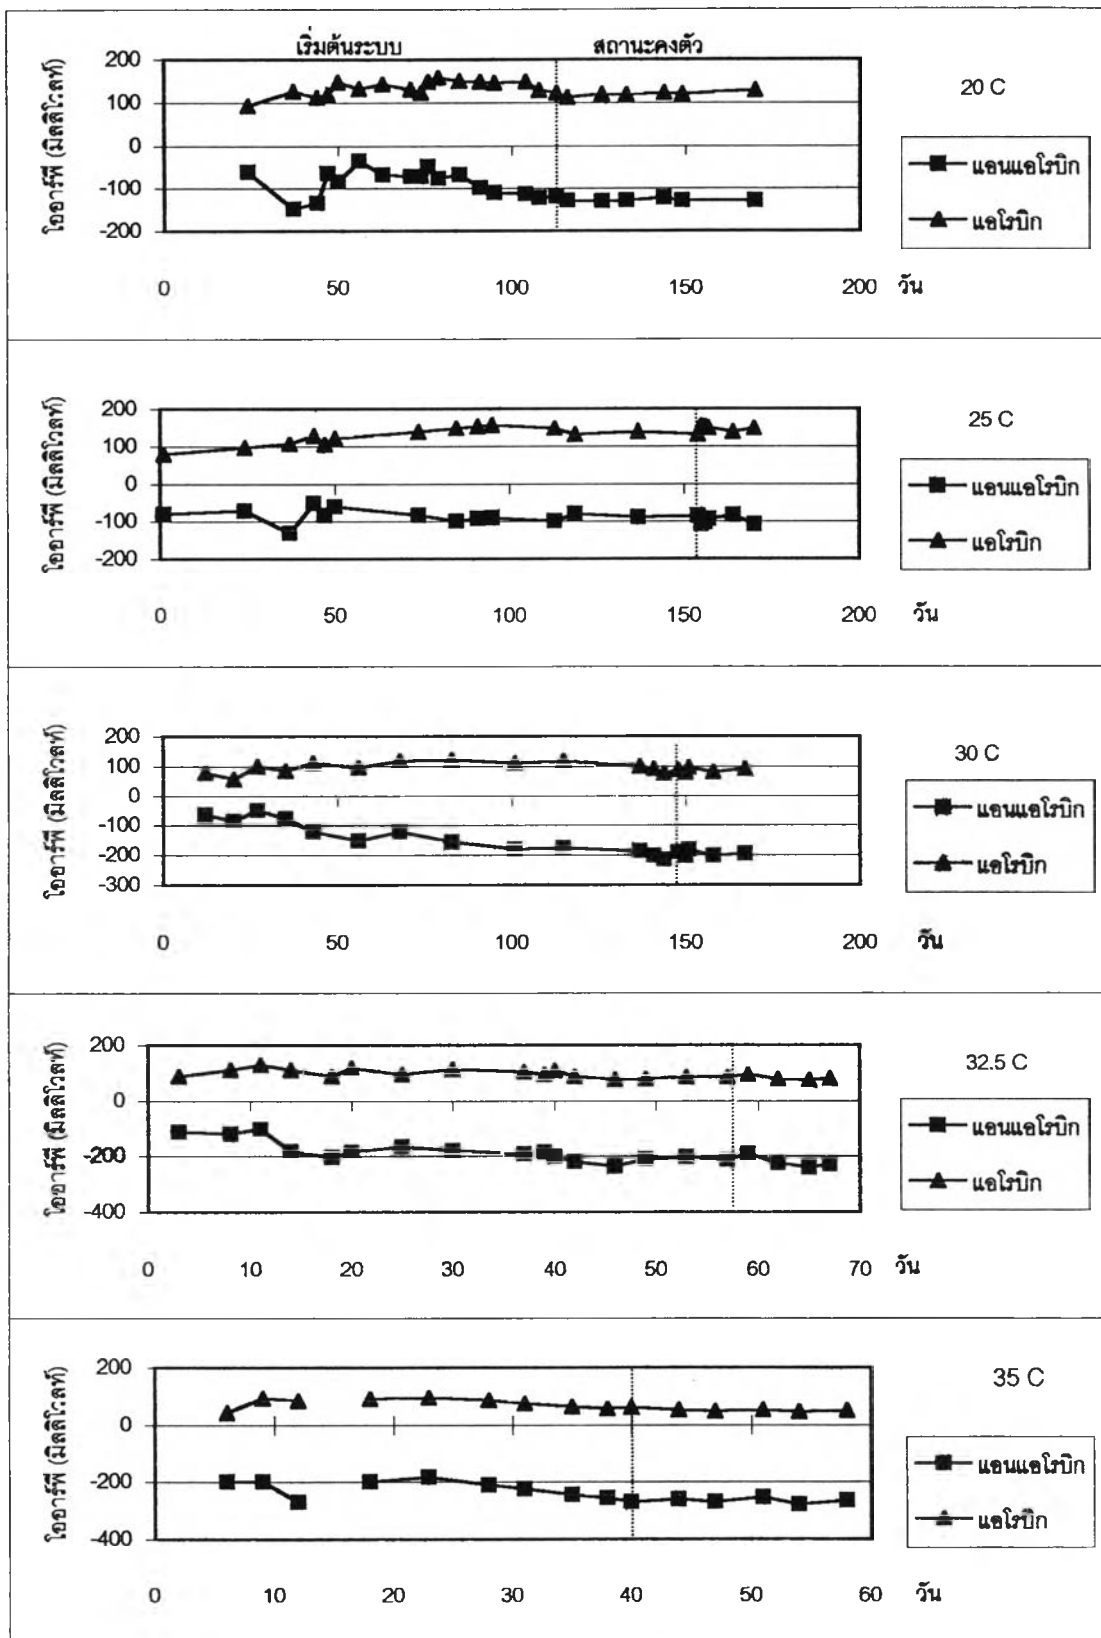 เริ่มต้นระบบ สถานะคงตัว
20 C
โออาร์พี (มิลลิโวลท์)
200
100
0
-100
-200
แอนแอโรบิก
แอโรบิก
0 50 100 150 200 วัน
25 C
โออาร์พี (มิลลิโวลท์)
200
100
0
-100
-200
แอนแอโรบิก
แอโรบิก
0 50 100 150 200 วัน
30 C
โออาร์พี (มิลลิโวลท์)
200
100
0
-100
-200
-300
แอนแอโรบิก
แอโรบิก
0 50 100 150 200 วัน
32.5 C
โออาร์พี (มิลลิโวลท์)
200
0
-200
-400
แอนแอโรบิก
แอโรบิก
0 10 20 30 40 50 60 70 วัน
35 C
โออาร์พี (มิลลิโวลท์)
200
0
-200
-400
แอนแอโรบิก
แอโรบิก
0 10 20 30 40 50 60 วัน